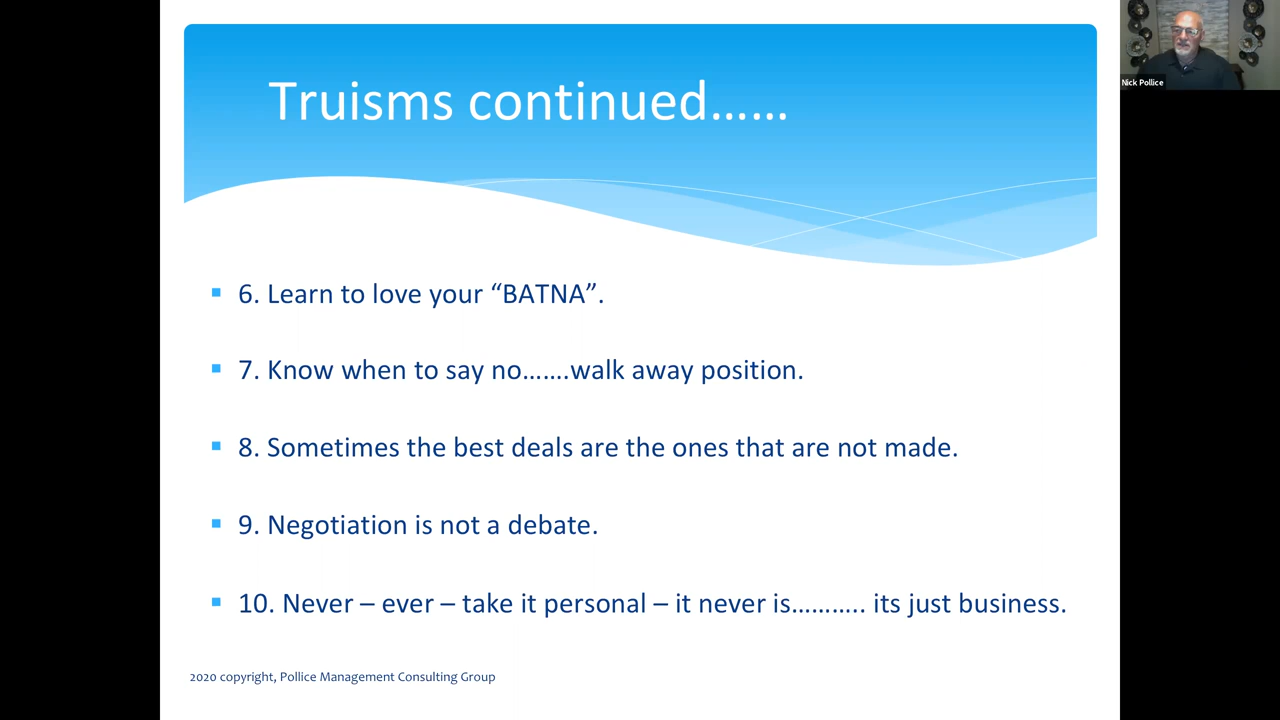 Truisms continued……
6. Learn to love your “BATNA”.
7. Know when to say no…….walk away position.
8. Sometimes the best deals are the ones that are not made.
9. Negotiation is not a debate.
10. Never – ever – take it personal – it never is……….. its just business.
2020 copyright, Pollice Management Consulting Group
Nick Pollice